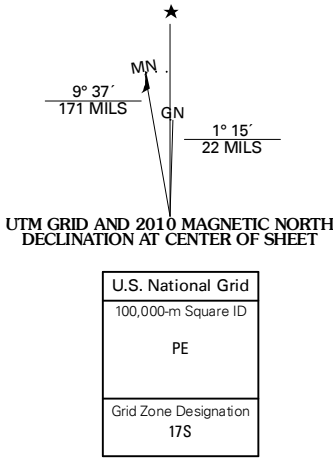 MN
9° 37´
171 MILS
GN
1° 15´
22 MILS
UTM GRID AND 2010 MAGNETIC NORTH
DECLINATION AT CENTER OF SHEET
U.S. National Grid
100,000-m Square ID
PE
Grid Zone Designation
17S